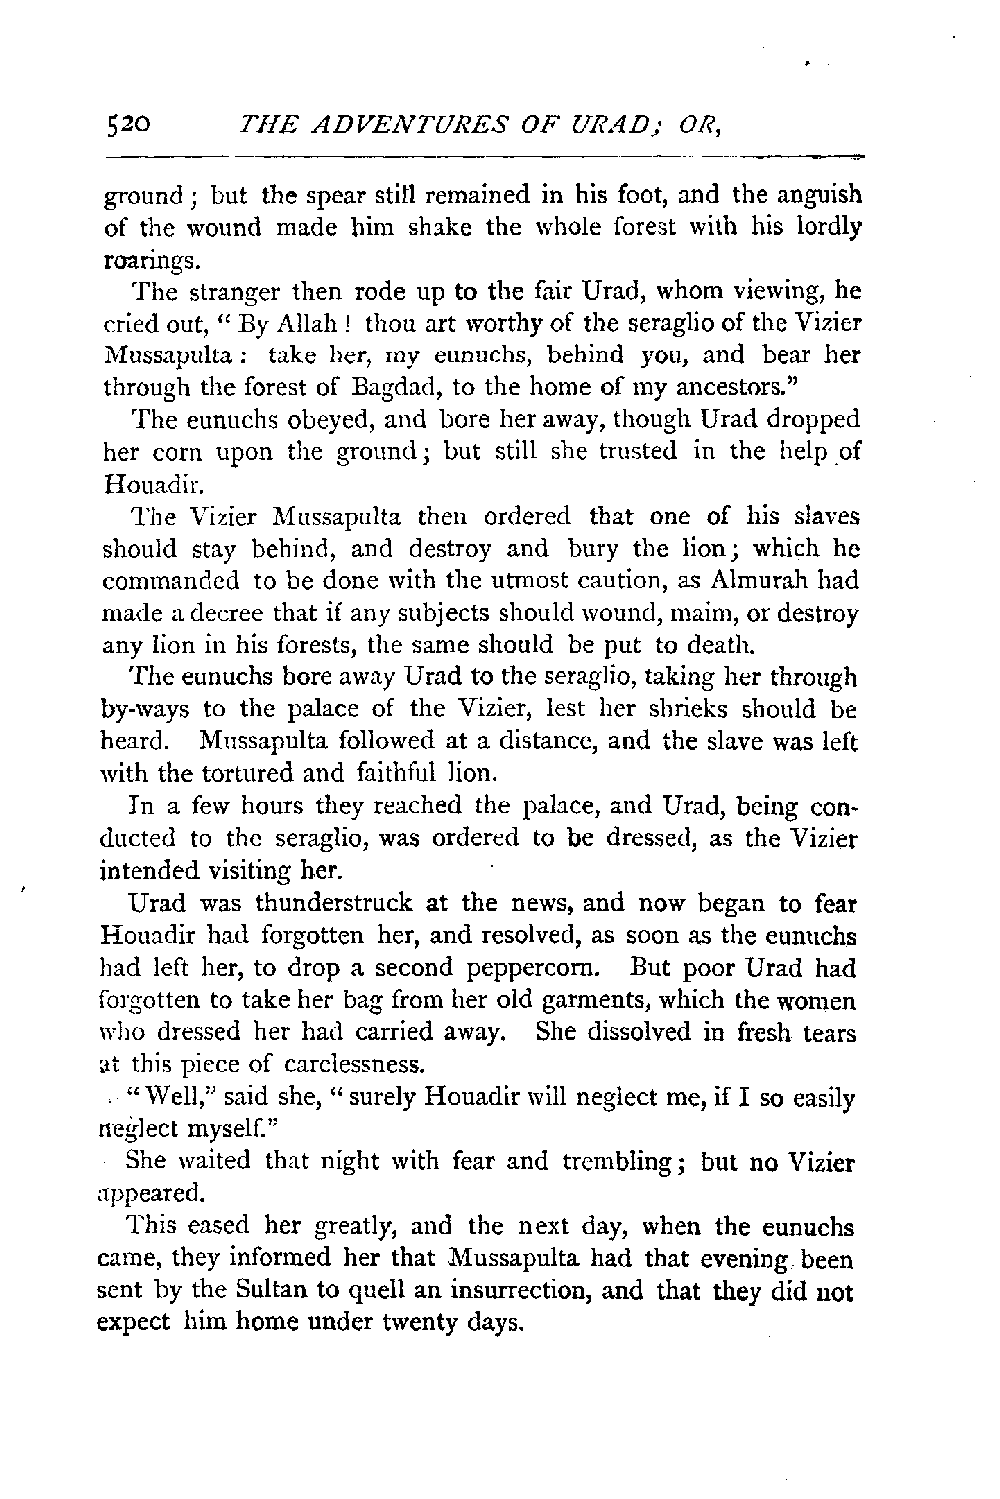 520 THE ADVENTURES OF URAD; OR,
ground; but the spear still remained in his foot, and the anguish
of the wound made him shake the whole forest with his lordly
roarings.
The stranger then rode up to the fair Urad, whom viewing, he
cried out, “ By Allah ! thou art worthy of the seraglio of the Vizier
Mussapulta : take her, my eunuchs, behind you, and bear her
through the forest of Bagdad, to the home of my ancestors.”
The eunuchs obeyed, and bore her away, though Urad dropped
her corn upon the ground; but still she trusted in the help of
Houadir.
The Vizier Mussapulta then ordered that one of his slaves
should stay behind, and destroy and bury the lion; which he
commanded to be done with the utmost caution, as Almurah had
made a decree that if any subjects should wound, maim, or destroy
any lion in his forests, the same should be put to death.
The eunuchs bore away Urad to the seraglio, taking her through
by-ways to the palace of the Vizier, lest her shrieks should be
heard. Mussapulta followed at a distance, and the slave was left
with the tortured and faithful lion.
In a few hours they reached the palace, and Urad, being con-
ducted to the seraglio, was ordered to be dressed, as the Vizier
intended visiting her.
Urad was thunderstruck at the news, and now began to fear
Houadir had forgotten her, and resolved, as soon as the eunuchs
had left her, to drop a second peppercorn. But poor Urad had
forgotten to take her bag from her old garments, which the women
who dressed her had carried away. She dissolved in fresh tears
at this piece of carelessness.
“ Well,” said she, “ surely Houadir will neglect me, if I so easily
neglect myself.”
She waited that night with fear and trembling; but no Vizier
appeared.
This eased her greatly, and the next day, when the eunuchs
came, they informed her that Mussapulta had that evening been
sent by the Sultan to quell an insurrection, and that they did not
expect him home under twenty days.